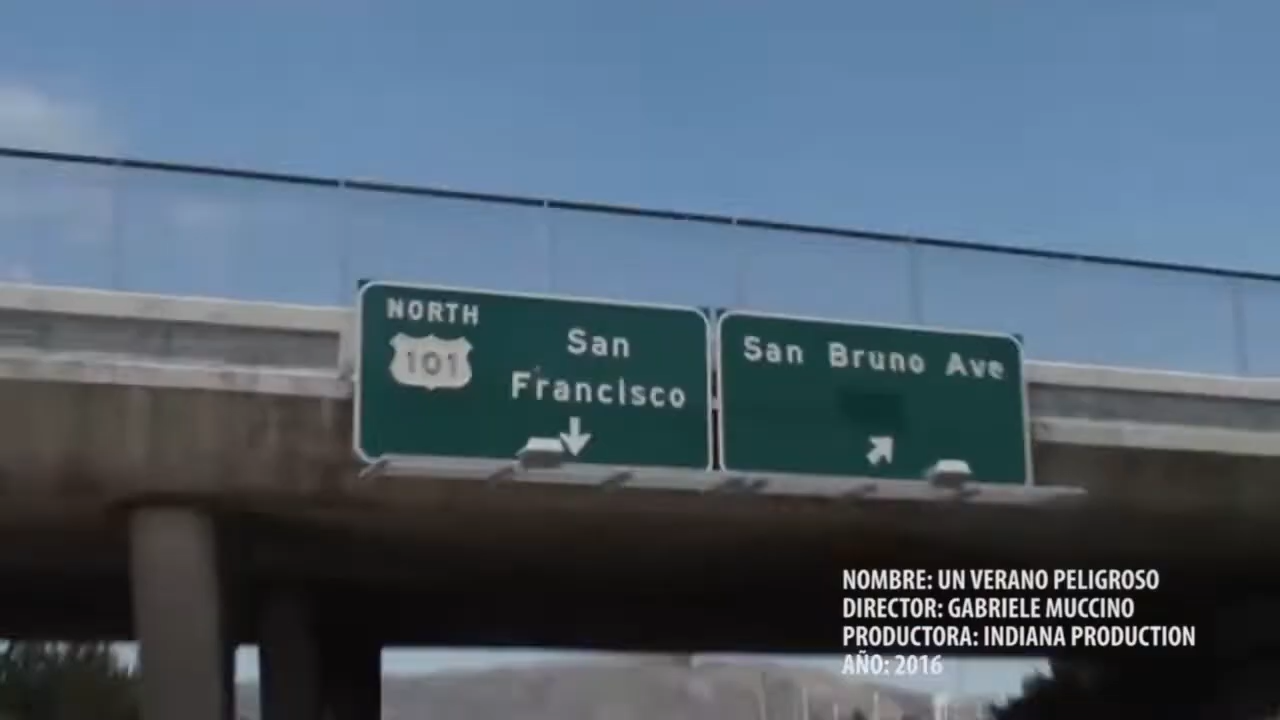 NORTH
101
San
Francisco
San Bruno Ave
NOMBRE: UN VERANO PELIGROSO
DIRECTOR: GABRIELE MUCCINO
PRODUCTORA: INDIANA PRODUCTION
AÑO: 2016